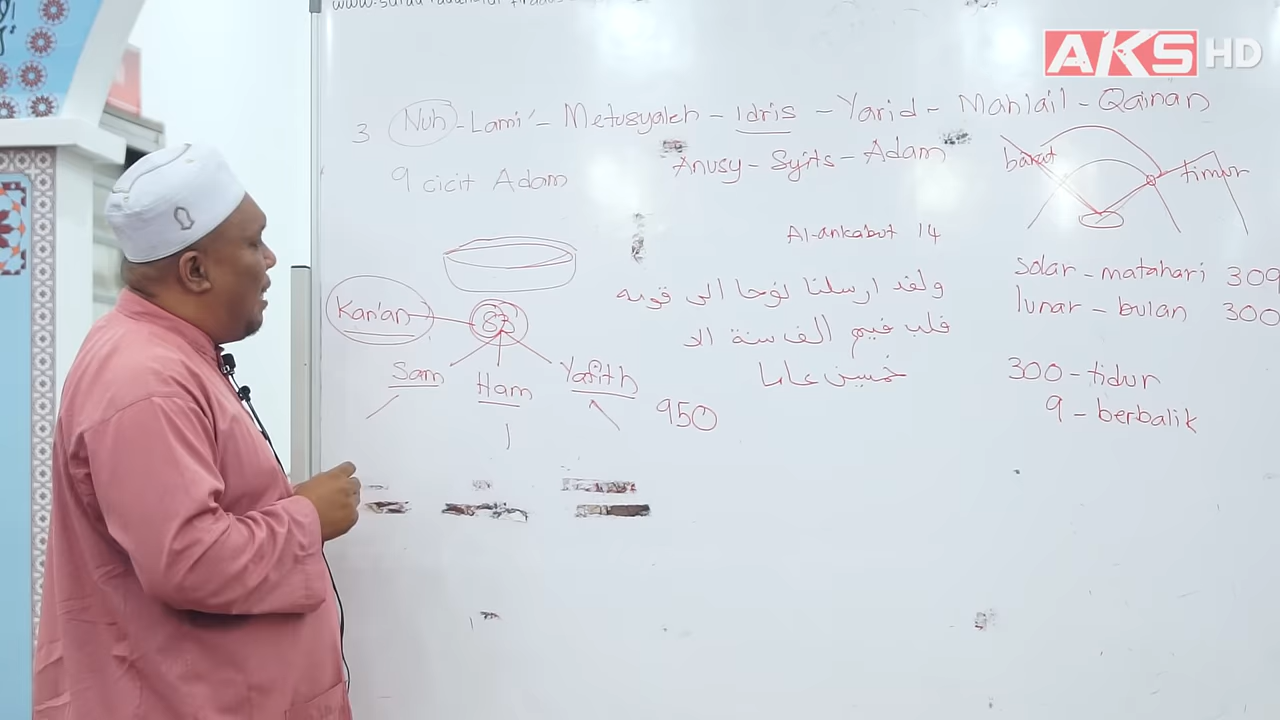 AKS HD
3 Nuh - Lami' - Metusyaleh - Idris - Yarid - Mahlail - Qainan
Anusy - Syits - Adam
9 cicit Adam
barat
timur
Al-ankabut 14
ولقد ارسلنا نوحا الى قومه
فلبث فيهم الف سنة الا
خمسين عاما
solar - matahari 309
lunar - bulan 300
300 - tidur
9 - berbalik
Kan'an
83
Sam
Ham
Yafith
950